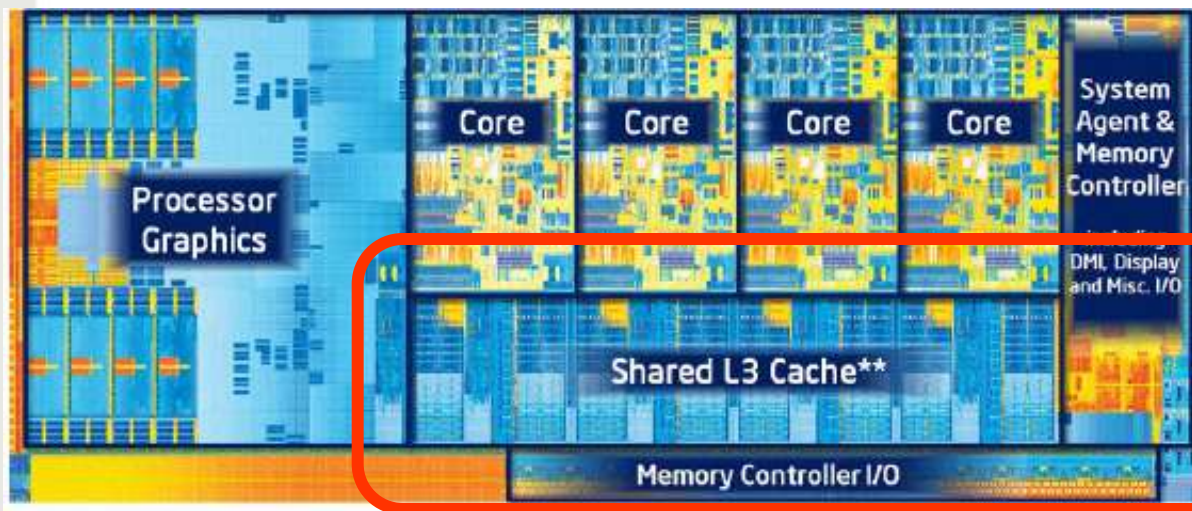 Processor
Graphics
Core
Core
Core
Core
System
Agent &
Memory
Controller
including
DMI, Display
and Misc. I/O
Shared L3 Cache**
Memory Controller I/O